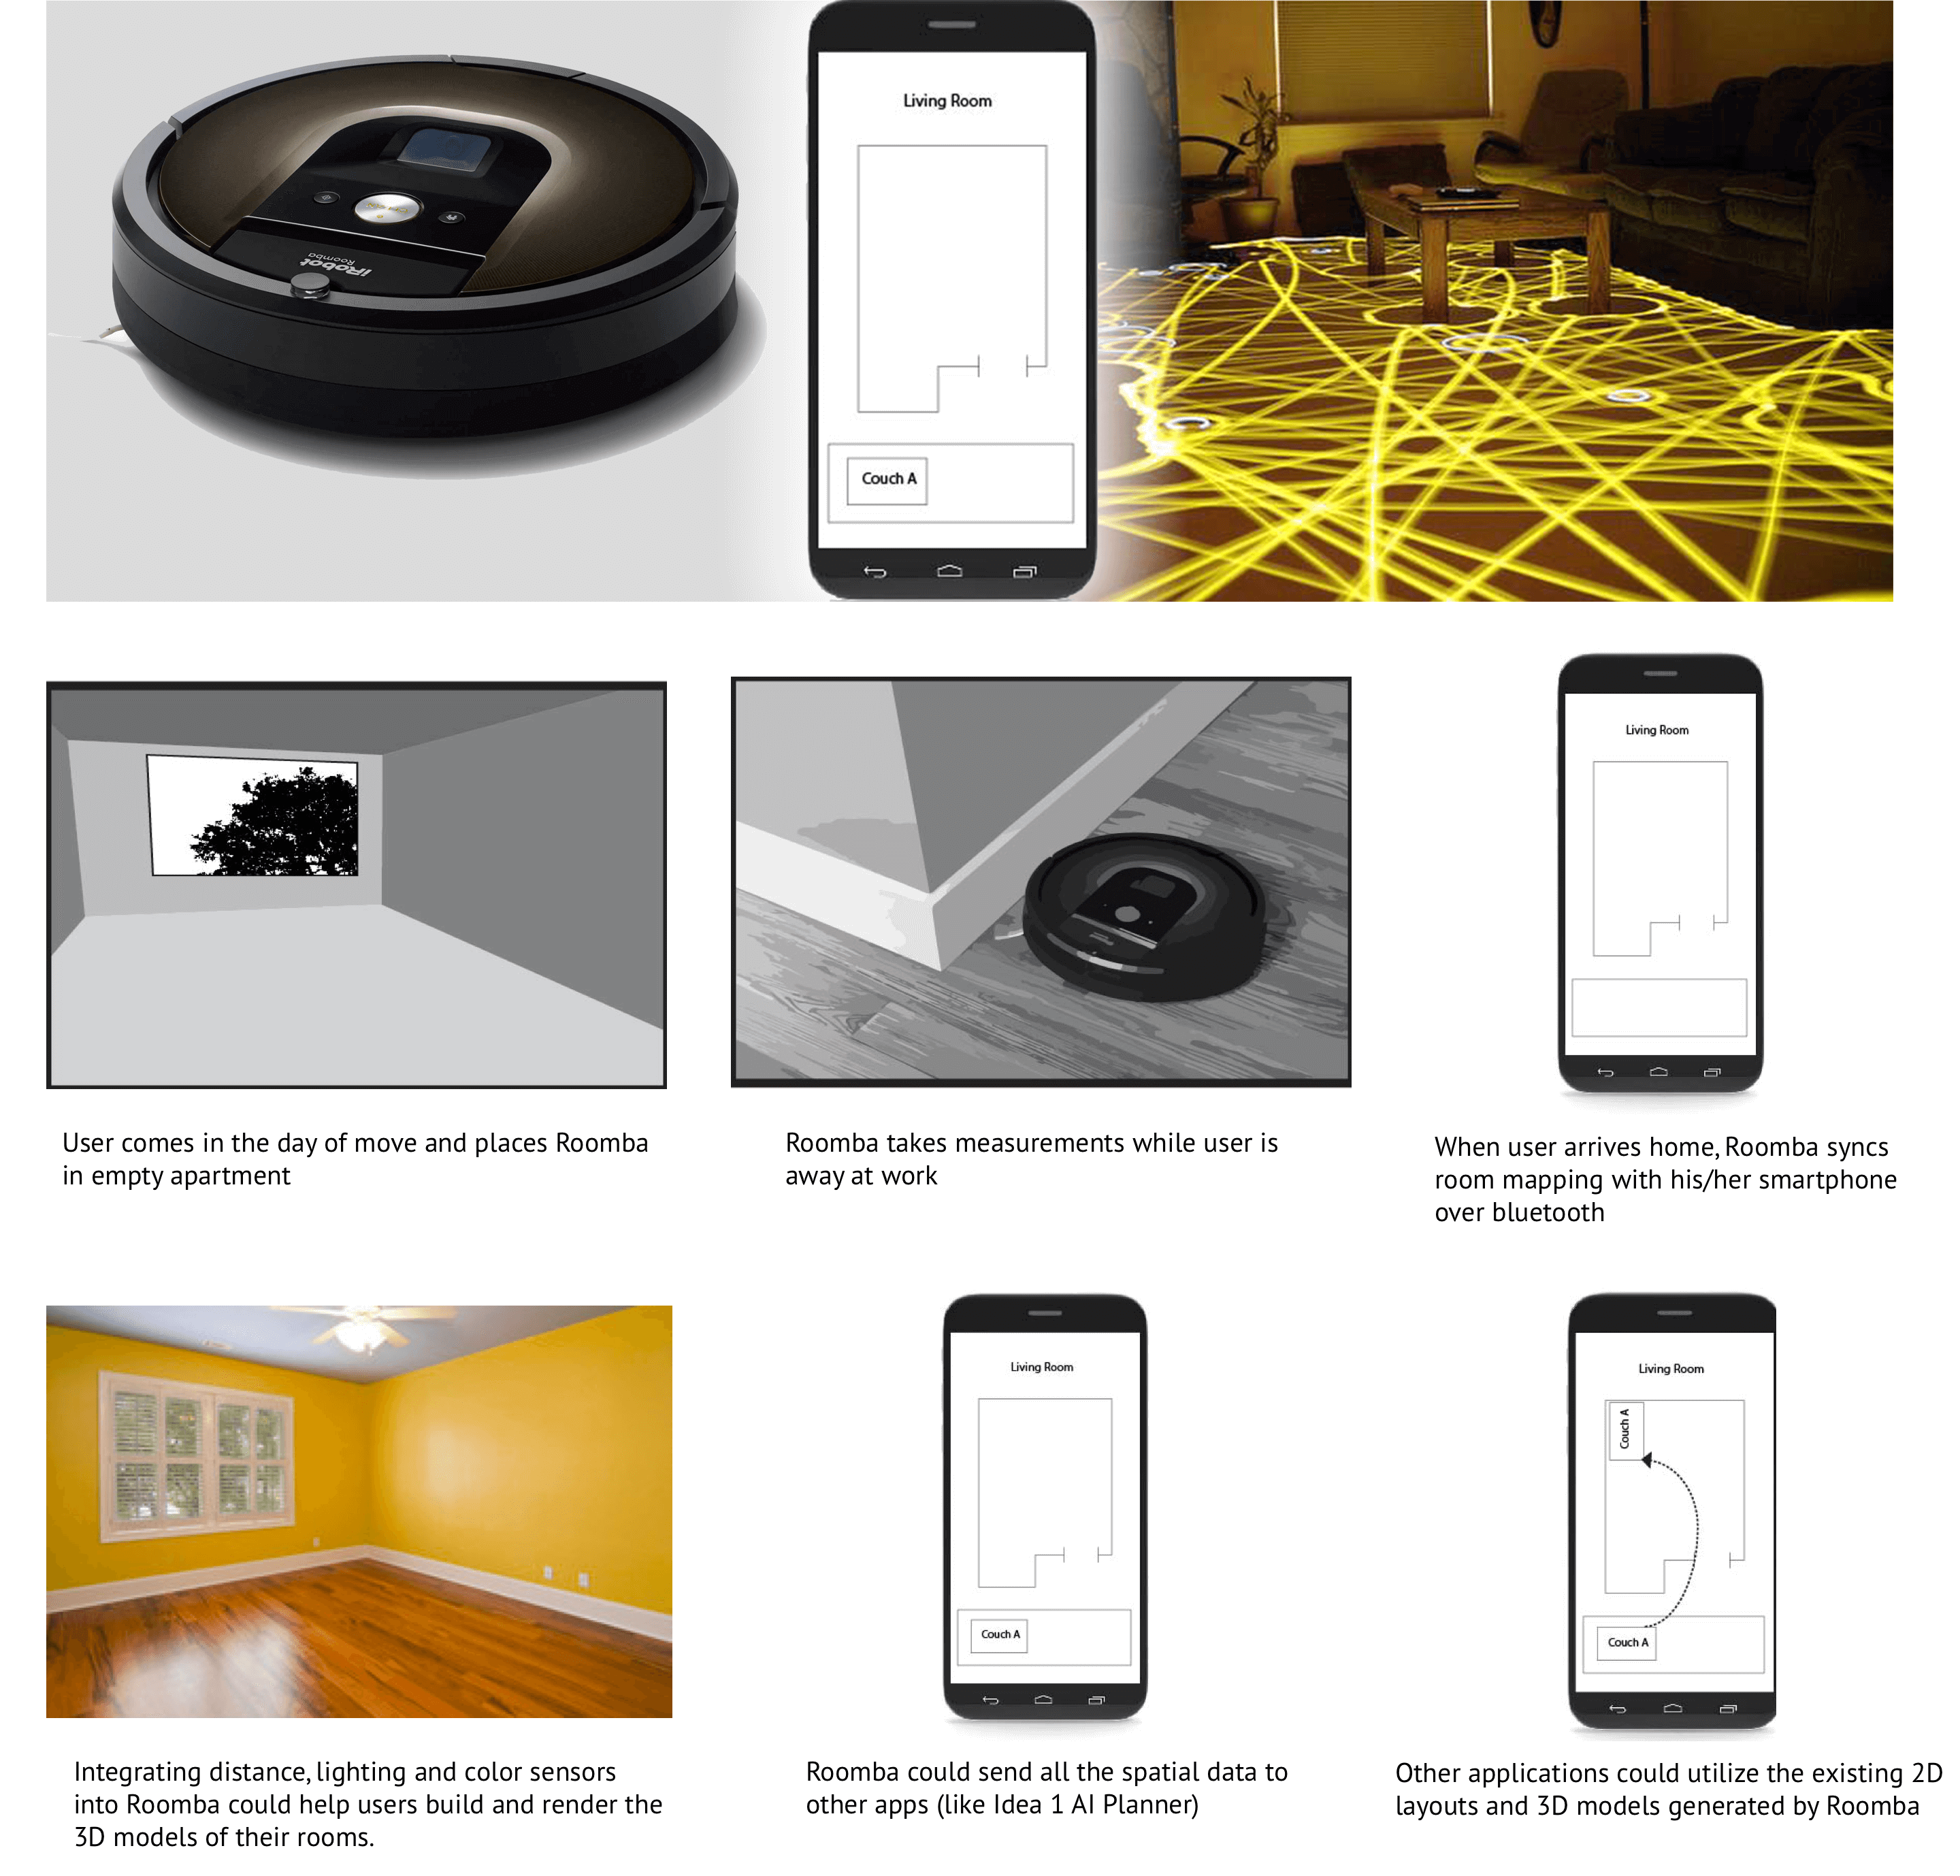 iRobot
Roomba
Living Room
Couch A
Living Room
User comes in the day of move and places Roomba
in empty apartment
Roomba takes measurements while user is
away at work
When user arrives home, Roomba syncs
room mapping with his/her smartphone
over bluetooth
Living Room
Couch A
Living Room
Couch A
Couch A
Integrating distance, lighting and color sensors
into Roomba could help users build and render the
3D models of their rooms.
Roomba could send all the spatial data to
other apps (like Idea 1 AI Planner)
Other applications could utilize the existing 2D
layouts and 3D models generated by Roomba